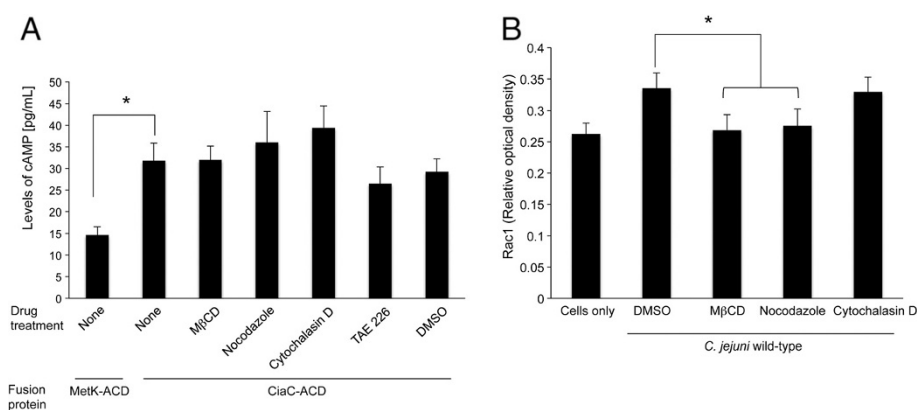 A
Levels of cAMP [pg/mL]
50
45
40
35
30
25
20
15
10
5
0
*
Drug treatment
None
None
MβCD
Nocodazole
Cytochalasin D
TAE 226
DMSO
Fusion protein
MetK-ACD
CiaC-ACD
B
Rac1 (Relative optical density)
0.4
0.35
0.3
0.25
0.2
0.15
0.1
0.05
0
*
Cells only
DMSO
MβCD
Nocodazole
Cytochalasin D
C. jejuni wild-type